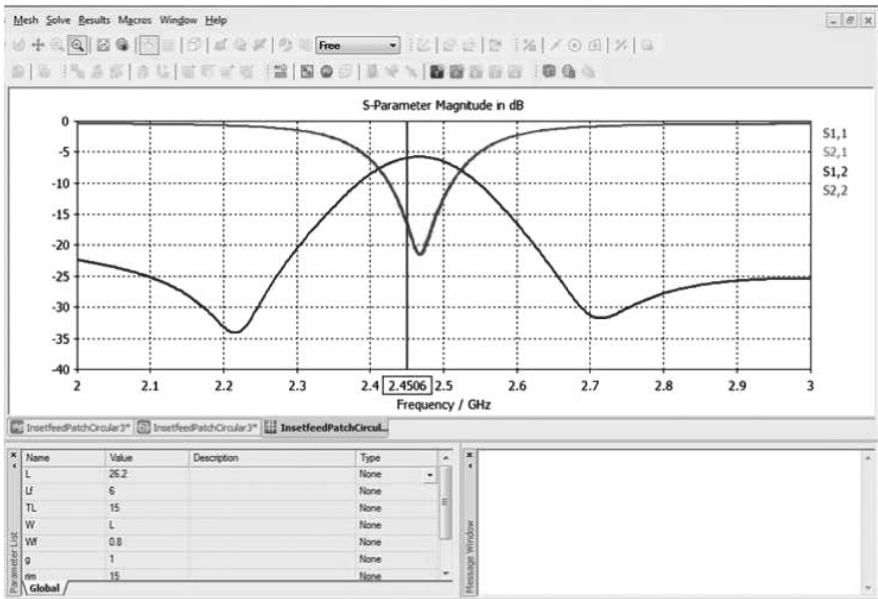 Mesh Solve Results Macros Window Help
Free
S-Parameter Magnitude in dB
0
-5
-10
-15
-20
-25
-30
-35
-40
S1,1
S2,1
S1,2
S2,2
2 2.1 2.2 2.3 2.4 2.4506 2.5 2.6 2.7 2.8 2.9 3
Frequency / GHz
InsetfeedPatchCircular3* InsetfeedPatchCircular3* InsetfeedPatchCircul...
Parameter List
Name Value Description Type
L 26.2 None
Lf 6 None
TL 15 None
W L None
Wf 0.8 None
g 1 None
rim 15 None
Global
Message Window